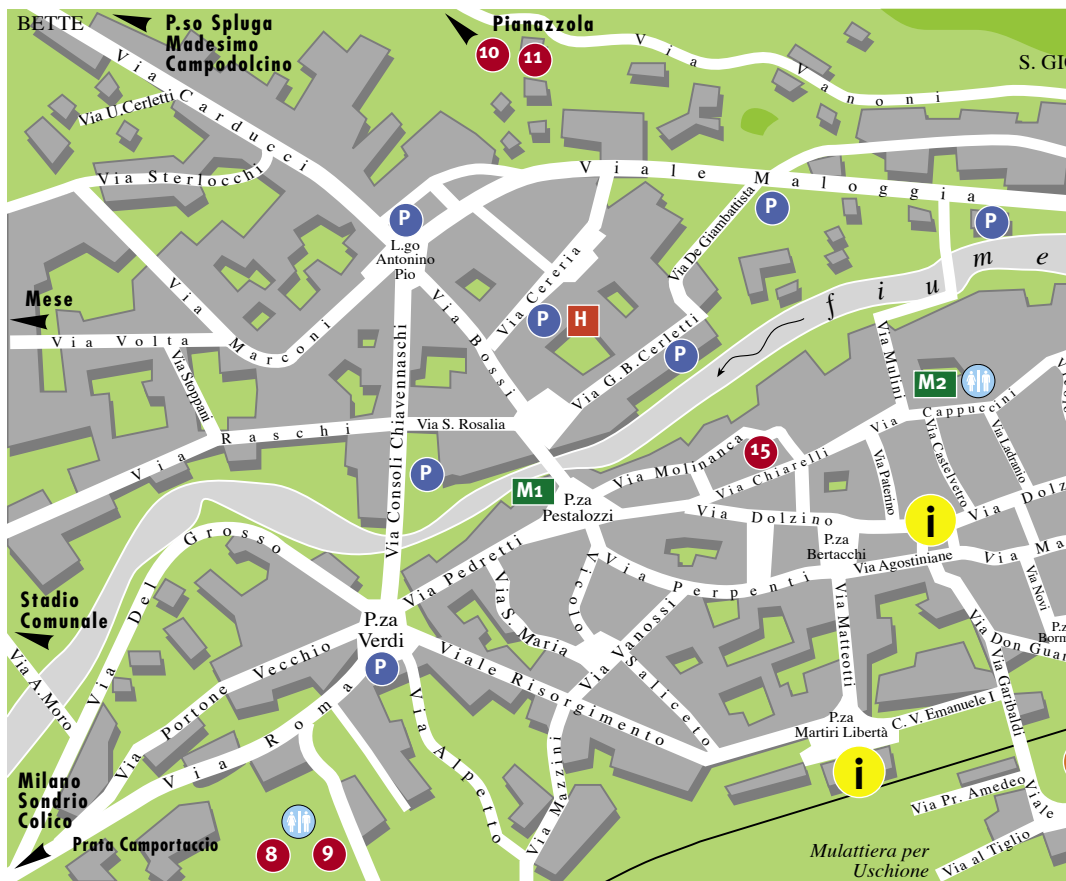 BETTE
P.so Spluga
Madesimo
Campodolcino
Pianazzola
10
11
Via Vanoni
S. GIO
Via Carducci
Via U.Cerletti
Via Sterlocchi
Viale Maloggia
P
P
P
L.go
Antonino
Pio
Via De Giambattista
Via Cereria
fiume
Mese
Via Marconi
Via Volta
Via Stoppani
Via Bossi
P
H
P
Via G.B.Cerletti
Via Mulini
M2
Cappuccini
Via Consoli Chiavennaschi
Via S. Rosalia
Via Raschi
P
M1
P.za
Pestalozzi
Via Molinanca
15
Via Chiarelli
Via Paterino
Via Castelvetro
Via Ladranio
Via Dolzino
P.za
Bertacchi
i
Via Dolz
Via Agostiniane
Via Ma
Via Del Grosso
Via Pedretti
Vicolo
Via Perpenti
Via Novi
Stadio
Comunale
P.za
Verdi
P
Via S. Maria
Via Vanossi
Saliceto
Via Matteotti
P.za
Borm
Via Don Guan
Via A.Moro
Via Portone Vecchio
Viale Risorgimento
Via Garibaldi
C. V. Emanuele I
P.za
Martiri Libertà
i
Via Roma
Via Alpetto
Via Mazzini
Milano
Sondrio
Colico
Prata Camportaccio
8
9
Via Pr. Amedeo
Viale
Mulattiera per
Uschione
Via al Tiglio